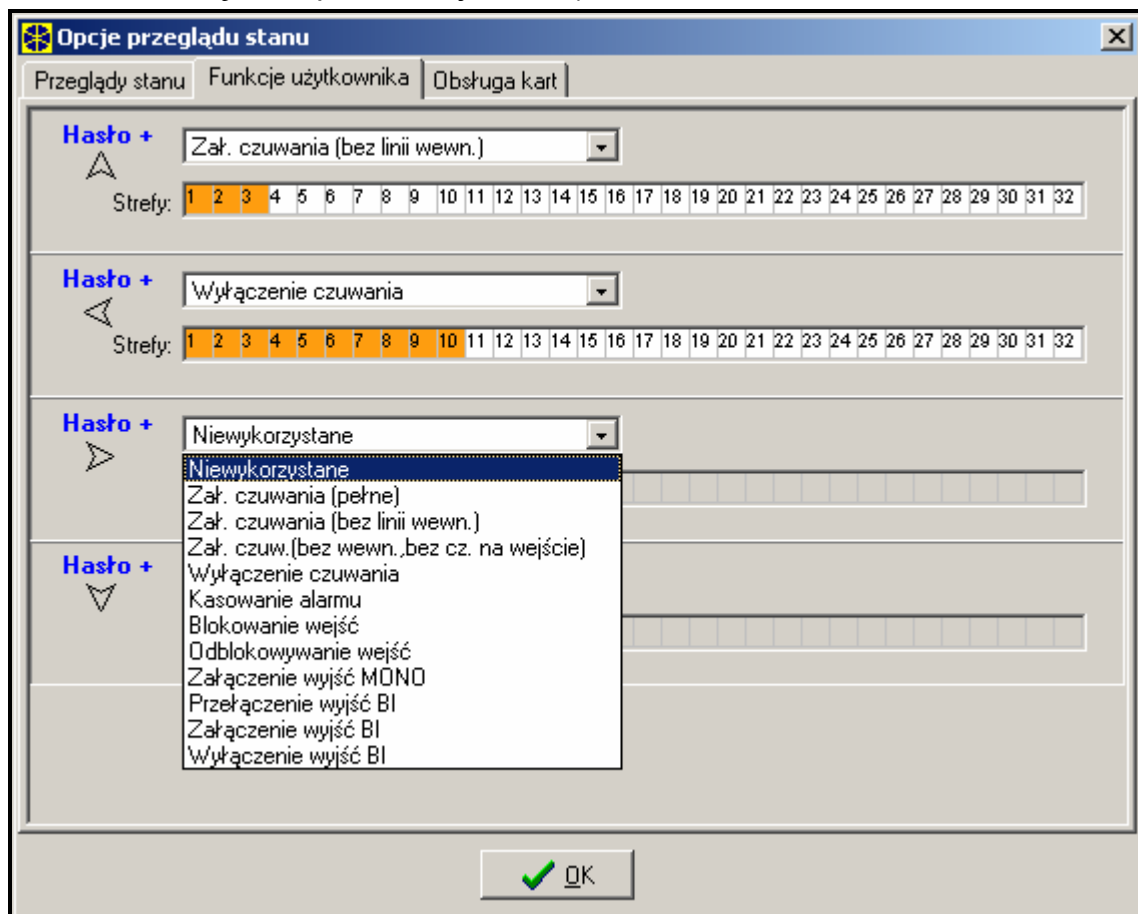 Opcje przeglądu stanu
Przeglądy stanu Funkcje użytkownika Obsługa kart
Hasło +
Zał. czuwania (bez linii wewn.)
Strefy: 1 2 3 4 5 6 7 8 9 10 11 12 13 14 15 16 17 18 19 20 21 22 23 24 25 26 27 28 29 30 31 32
Hasło +
Wyłączenie czuwania
Strefy: 1 2 3 4 5 6 7 8 9 10 11 12 13 14 15 16 17 18 19 20 21 22 23 24 25 26 27 28 29 30 31 32
Hasło +
Niewykorzystane
Niewykorzystane
Zał. czuwania (pełne)
Zał. czuwania (bez linii wewn.)
Zał. czuw.(bez wewn.,bez cz. na wejście)
Hasło +
Wyłączenie czuwania
Kasowanie alarmu
Blokowanie wejść
Odblokowywanie wejść
Załączenie wyjść MONO
Przełączenie wyjść BI
Załączenie wyjść BI
Wyłączenie wyjść BI
OK